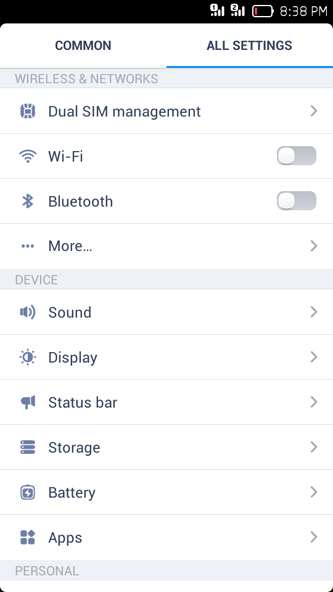 8:38 PM
COMMON
ALL SETTINGS
WIRELESS & NETWORKS
Dual SIM management
Wi-Fi
Bluetooth
More...
DEVICE
Sound
Display
Status bar
Storage
Battery
Apps
PERSONAL